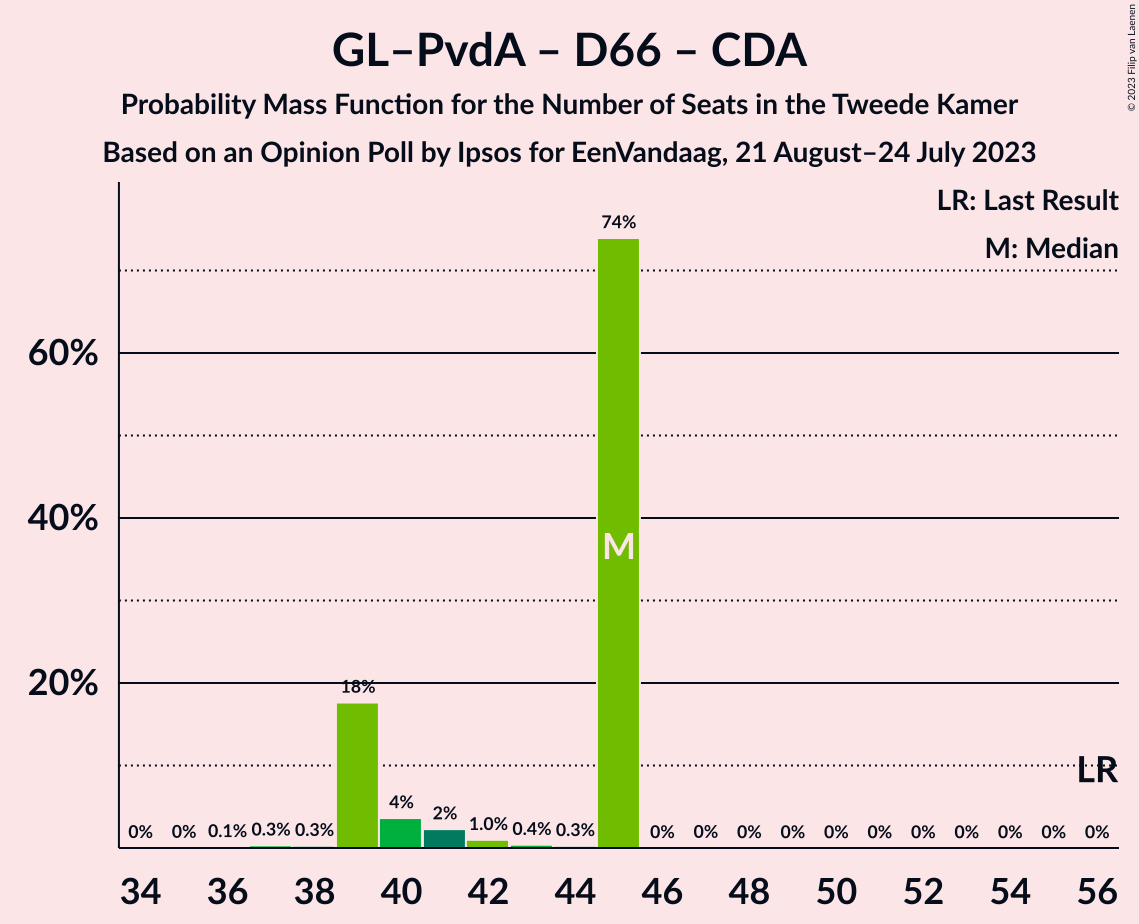 GL–PvdA – D66 – CDA
Probability Mass Function for the Number of Seats in the Tweede Kamer
Based on an Opinion Poll by Ipsos for EenVandaag, 21 August–24 July 2023
© 2023 Filip van Laenen
LR: Last Result
M: Median
60%
40%
20%
0% 0% 0.1% 0.3% 0.3% 18% 4% 2% 1.0% 0.4% 0.3% 74% 0% 0% 0% 0% 0% 0% 0% 0% 0% 0% 0%
M
LR
34 36 38 40 42 44 46 48 50 52 54 56